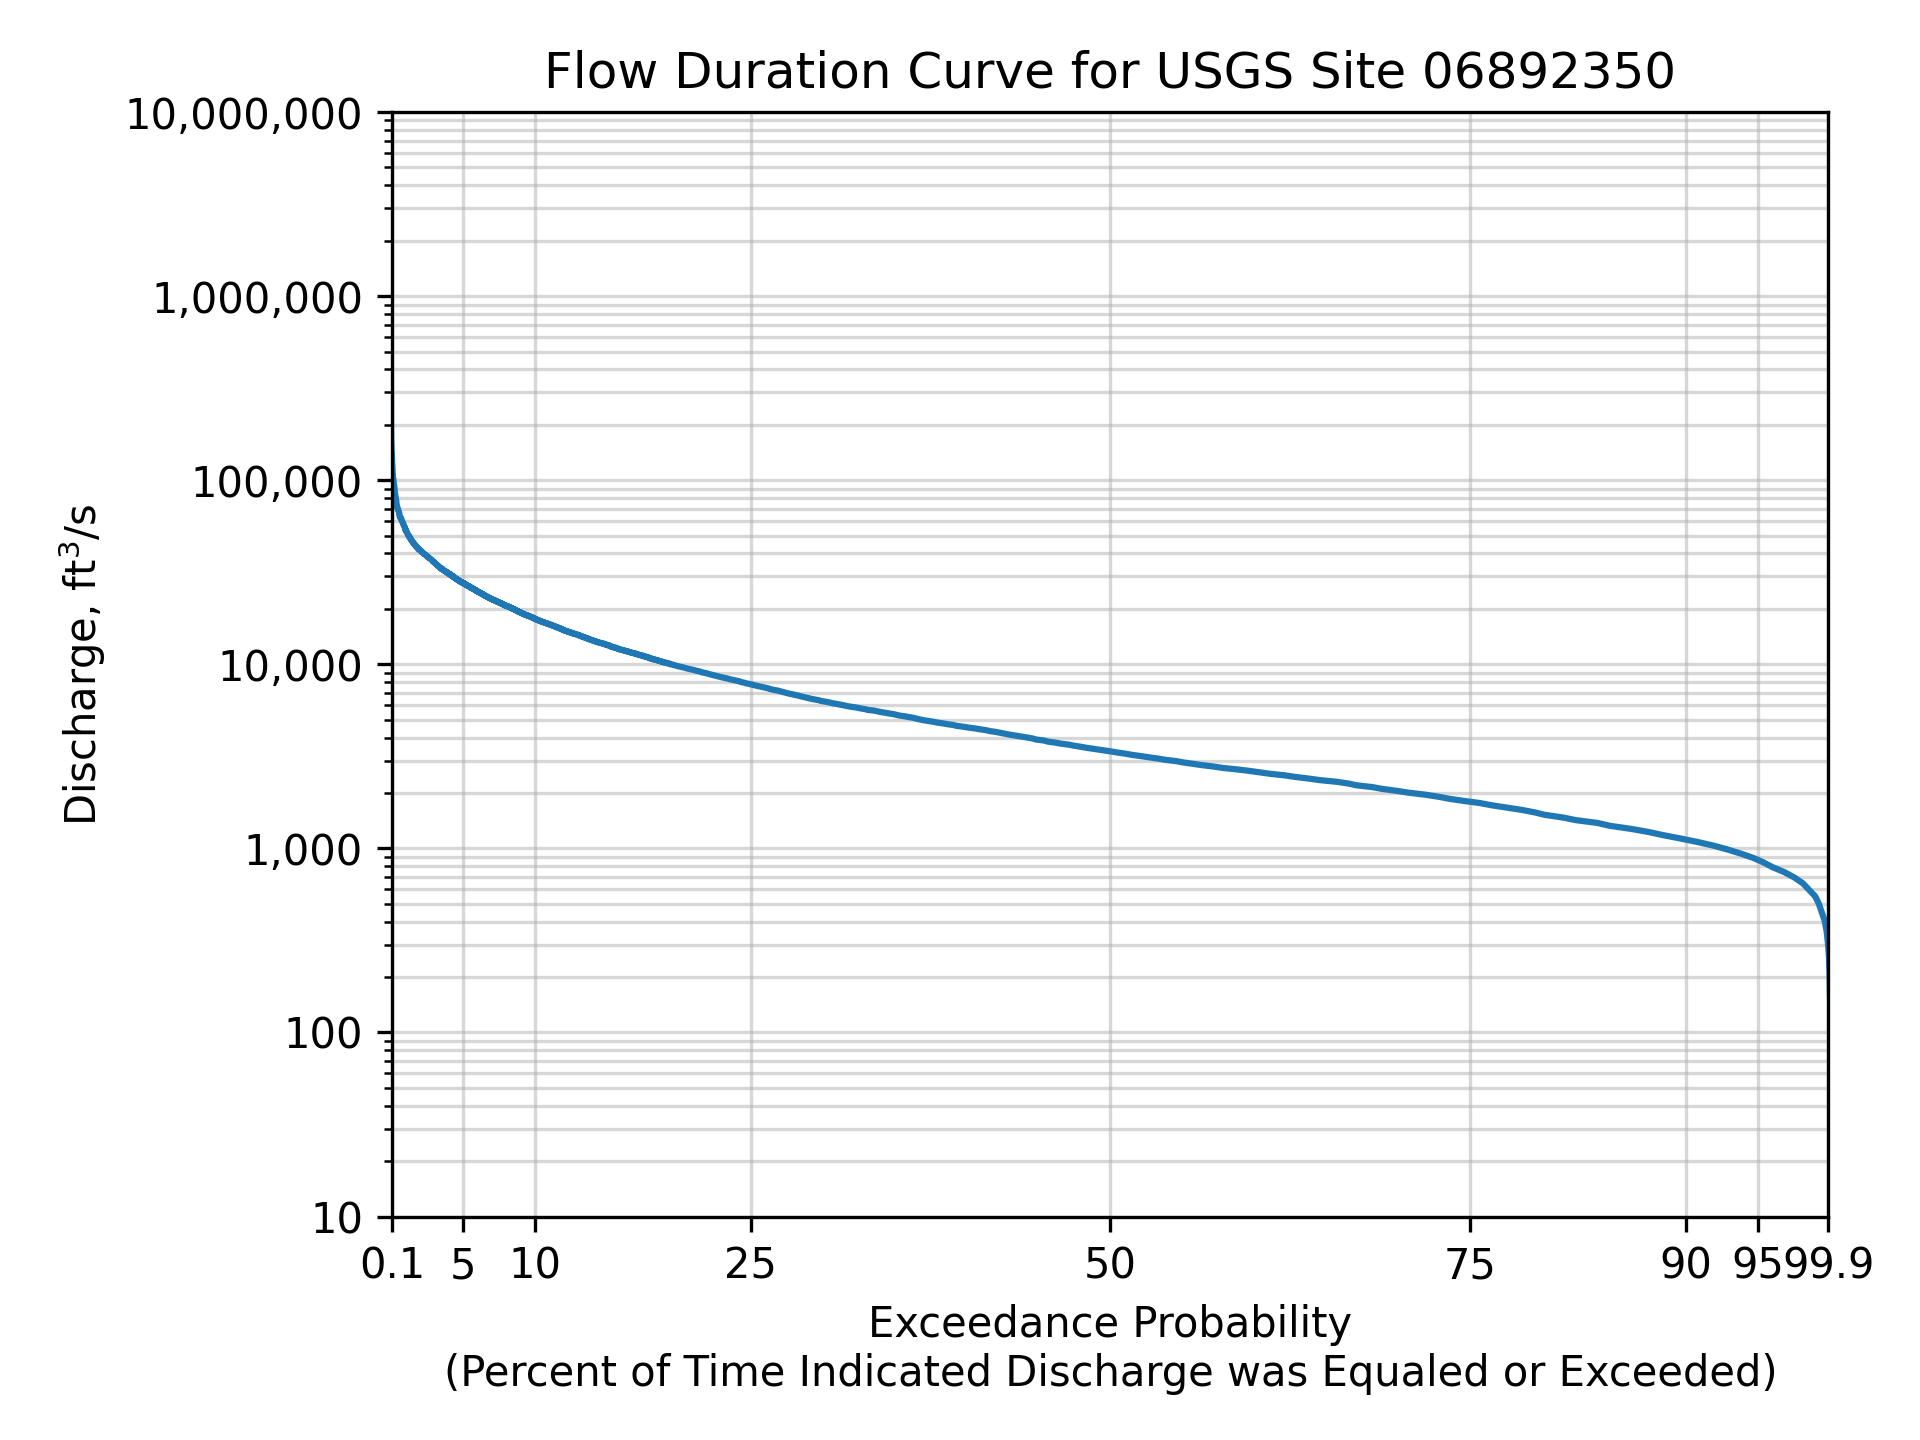 Flow Duration Curve for USGS Site 06892350
10,000,000
1,000,000
100,000
10,000
1,000
100
10
Discharge, ft³/s
0.1 5 10 25 50 75 90 95 99.9
Exceedance Probability
(Percent of Time Indicated Discharge was Equaled or Exceeded)